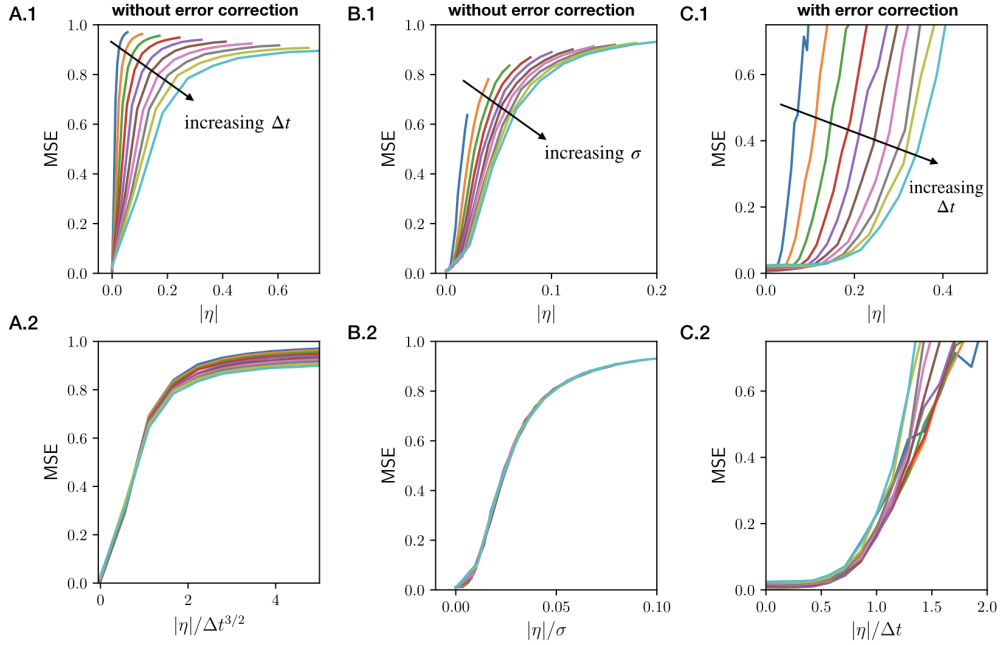 A.1
without error correction
MSE
0.0
0.2
0.4
0.6
0.8
1.0
increasing Δt
0.0 0.2 0.4 0.6
|η|
B.1
without error correction
MSE
0.0
0.2
0.4
0.6
0.8
1.0
increasing σ
0.0 0.1 0.2
|η|
C.1
with error correction
MSE
0.0
0.2
0.4
0.6
increasing
Δt
0.0 0.2 0.4
|η|
A.2
MSE
0.0
0.2
0.4
0.6
0.8
1.0
0 2 4
|η|/Δt^{3/2}
B.2
MSE
0.0
0.2
0.4
0.6
0.8
1.0
0.00 0.05 0.10
|η|/σ
C.2
MSE
0.0
0.2
0.4
0.6
0.0 0.5 1.0 1.5 2.0
|η|/Δt